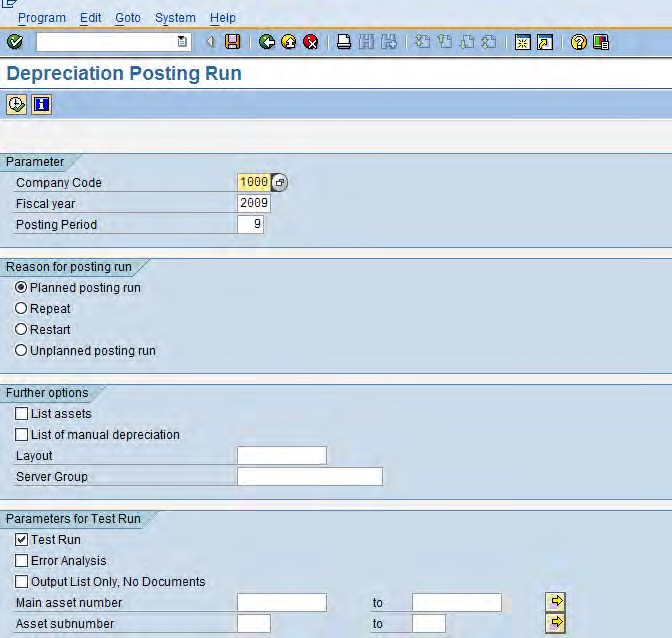 Program Edit Goto System Help
Depreciation Posting Run
Parameter
Company Code 1000
Fiscal year 2009
Posting Period 9
Reason for posting run
Planned posting run
Repeat
Restart
Unplanned posting run
Further options
List assets
List of manual depreciation
Layout
Server Group
Parameters for Test Run
Test Run
Error Analysis
Output List Only, No Documents
Main asset number to
Asset subnumber to